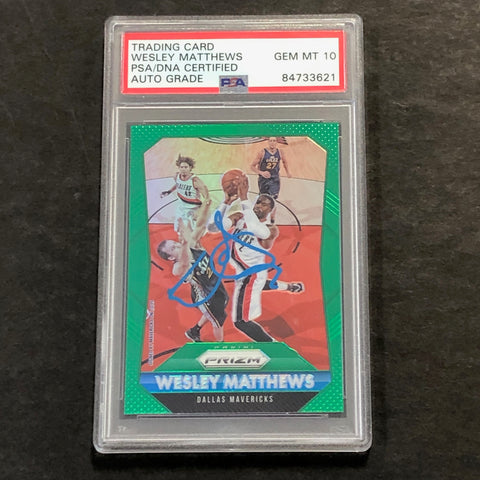 TRADING CARD
WESLEY MATTHEWS
PSA/DNA CERTIFIED
AUTO GRADE
GEM MT 10
PSA
84733621
27
PANINI
PRIZM
WESLEY MATTHEWS
DALLAS MAVERICKS